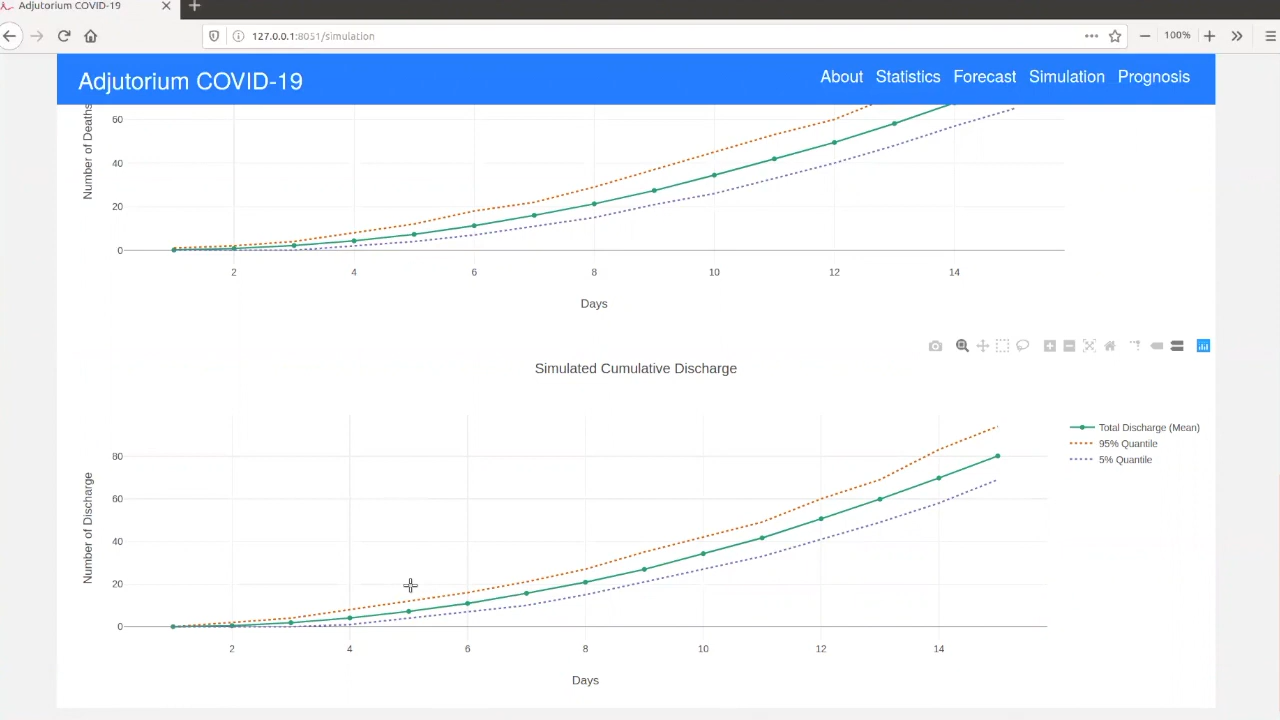 Adjutorium COVID-19
127.0.0.1:8051/simulation
100%
Adjutorium COVID-19
About Statistics Forecast Simulation Prognosis
Number of Deaths
60
40
20
0
2 4 6 8 10 12 14
Days
Simulated Cumulative Discharge
Number of Discharge
80
60
40
20
0
2 4 6 8 10 12 14
Days
Total Discharge (Mean)
95% Quantile
5% Quantile